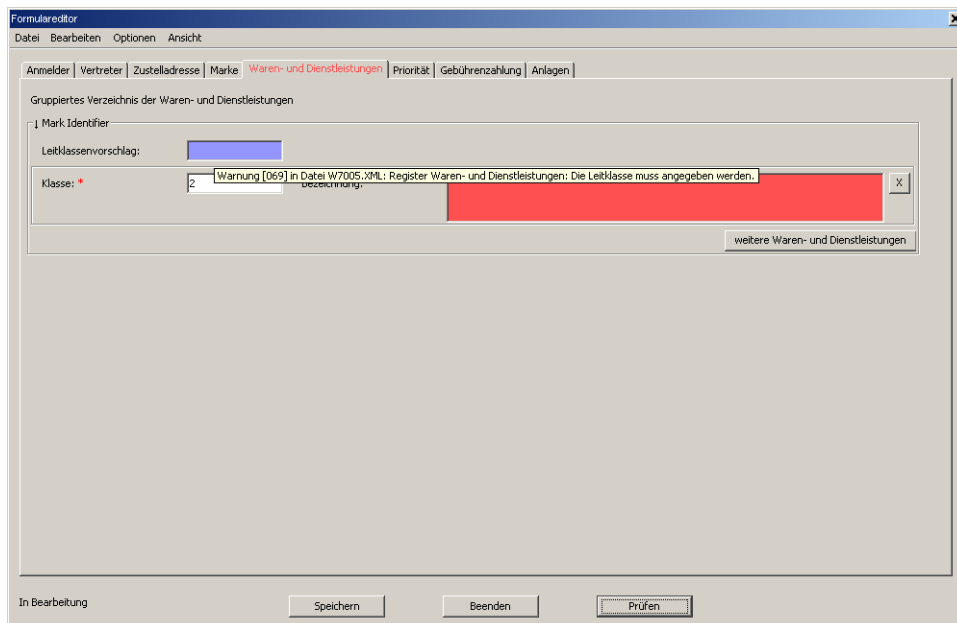 Formulareditor
Datei Bearbeiten Optionen Ansicht
Anmelder Vertreter Zustelladresse Marke Waren- und Dienstleistungen Priorität Gebührenzahlung Anlagen
Gruppiertes Verzeichnis der Waren- und Dienstleistungen
Mark Identifier
Leitklassenvorschlag:
Warnung [069] in Datei W7005.XML: Register Waren- und Dienstleistungen: Die Leitklasse muss angegeben werden.
Klasse: * 2 Bezeichnung: X
weitere Waren- und Dienstleistungen
In Bearbeitung Speichern Beenden Prüfen